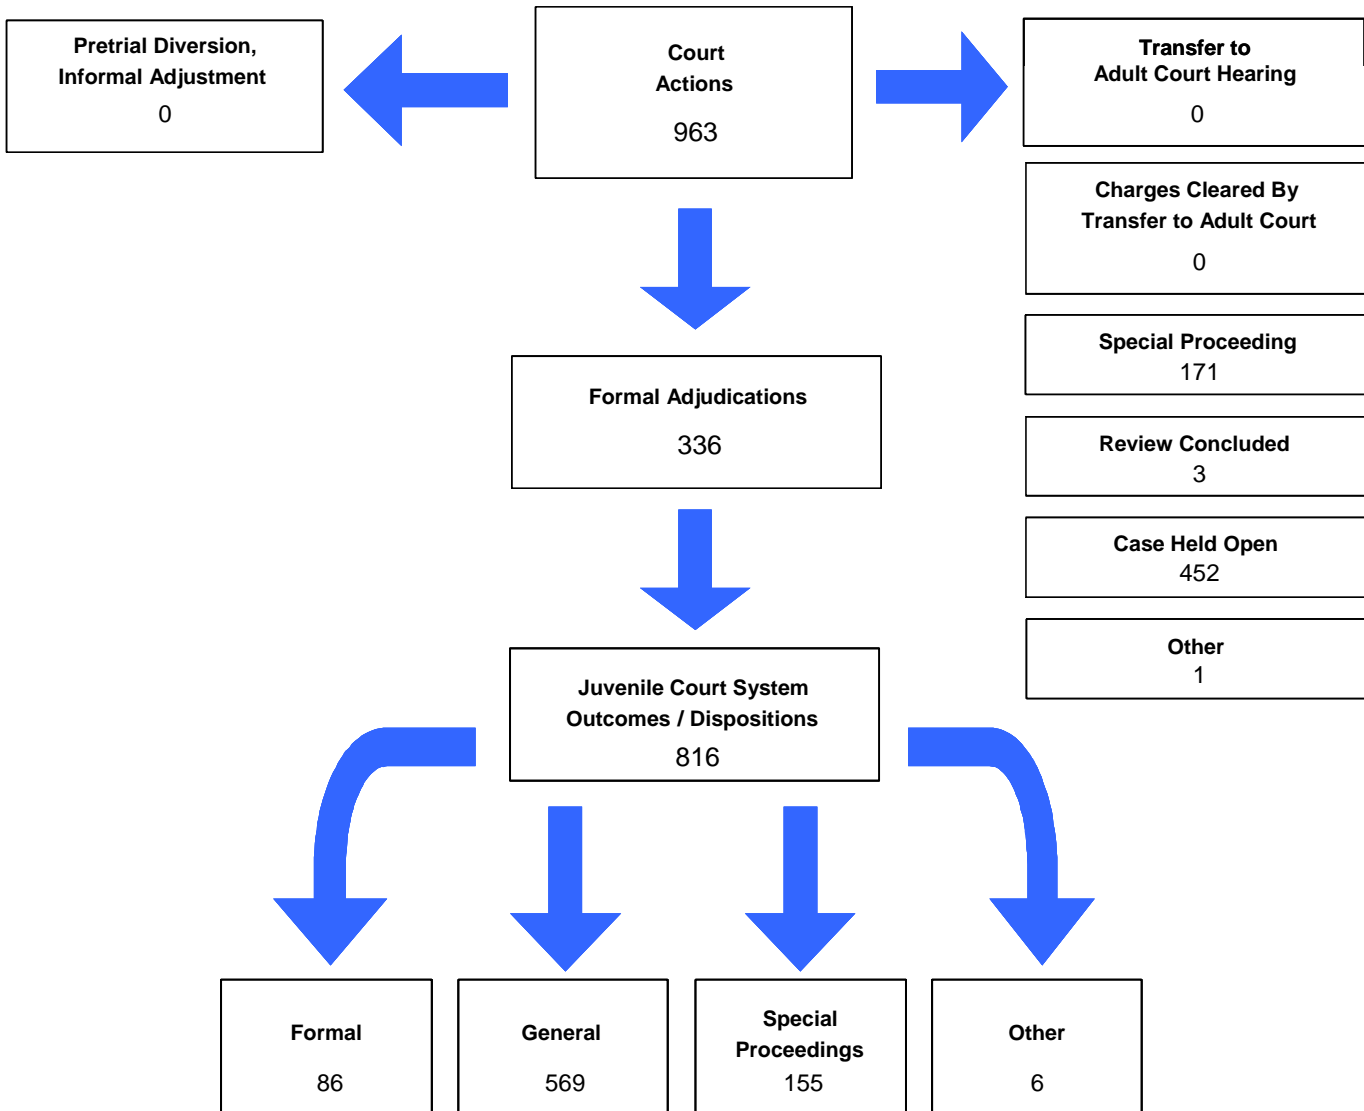 Pretrial Diversion,
Informal Adjustment
0
Court
Actions
963
Transfer to
Adult Court Hearing
0
Charges Cleared By
Transfer to Adult Court
0
Special Proceeding
171
Review Concluded
3
Case Held Open
452
Other
1
Formal Adjudications
336
Juvenile Court System
Outcomes / Dispositions
816
Formal
86
General
569
Special
Proceedings
155
Other
6